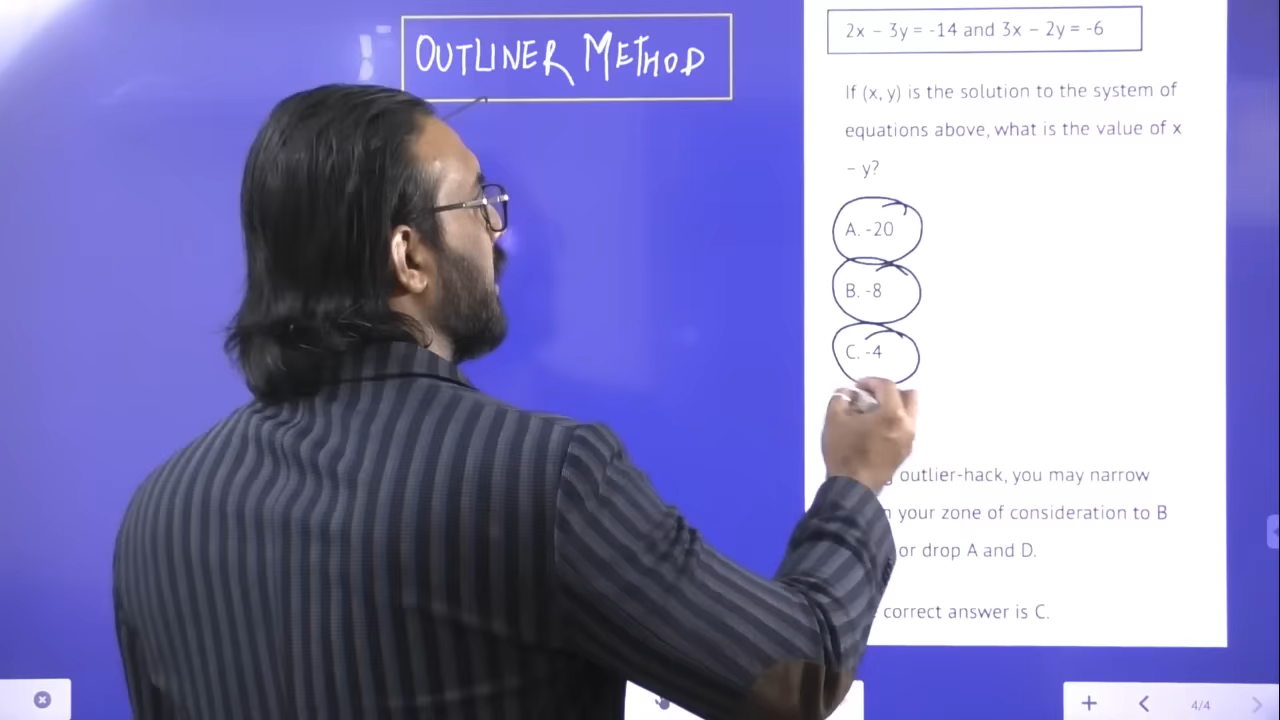 OUTLINER METHOD
2x – 3y = -14 and 3x – 2y = -6
If (x, y) is the solution to the system of
equations above, what is the value of x
– y?
A. -20
B. -8
C. -4
outlier-hack, you may narrow
your zone of consideration to B
or drop A and D.
correct answer is C.
4/4